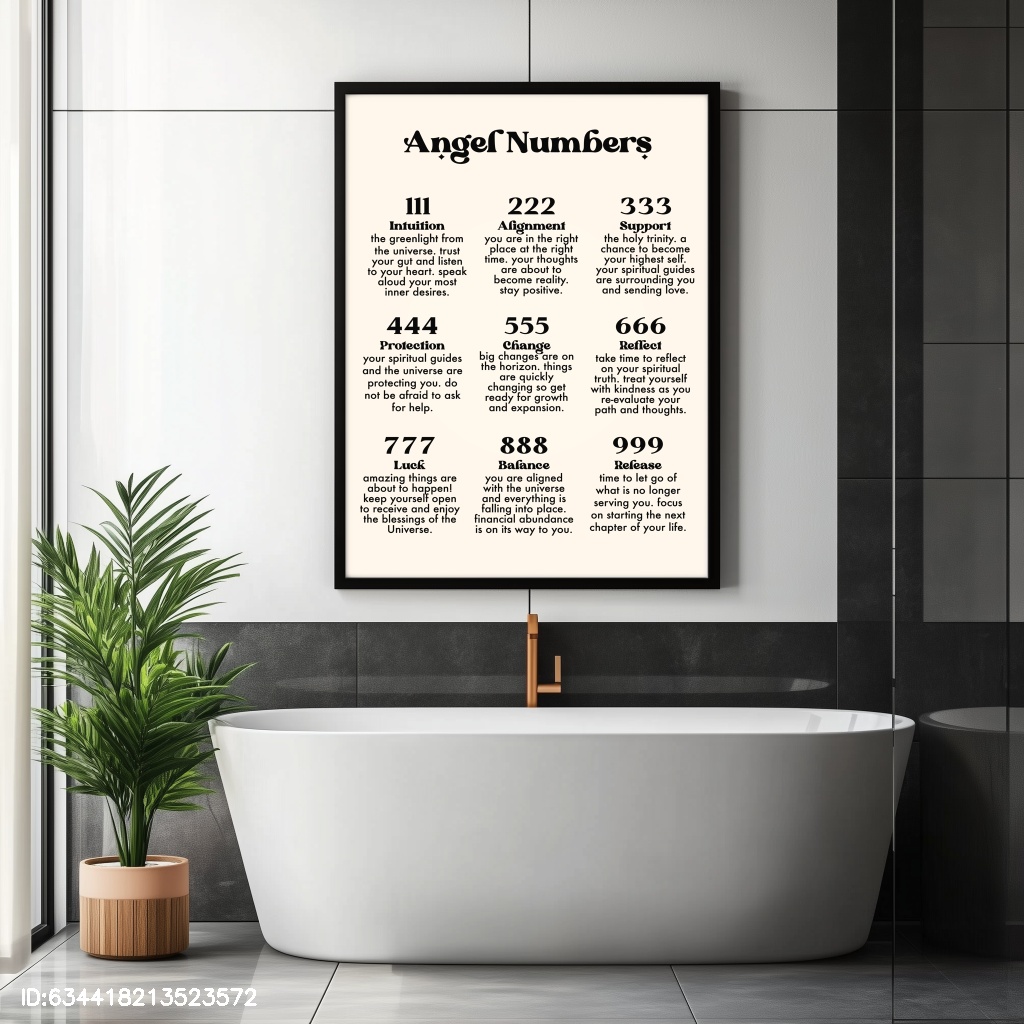 Angel Numbers
111
Intuition
the greenlight from
the universe. trust
your gut and listen
to your heart. speak
aloud your most
inner desires.
222
Alignment
you are in the right
place at the right
time. your thoughts
are about to
become reality.
stay positive.
333
Support
the holy trinity. a
chance to become
your highest self.
your spiritual guides
are surrounding you
and sending love.
444
Protection
your spiritual guides
and the universe are
protecting you. do
not be afraid to ask
for help.
555
Change
big changes are on
the horizon. things
are quickly
changing so get
ready for growth
and expansion.
666
Reflect
take time to reflect
on your spiritual
truth. treat yourself
with kindness as you
re-evaluate your
path and thoughts.
777
Luck
amazing things are
about to happen!
keep yourself open
to receive and enjoy
the blessings of the
Universe.
888
Balance
you are aligned
with the universe
and everything is
falling into place.
financial abundance
is on its way to you.
999
Release
time to let go of
what is no longer
serving you. focus
on starting the next
chapter of your life.
ID:634418213523572